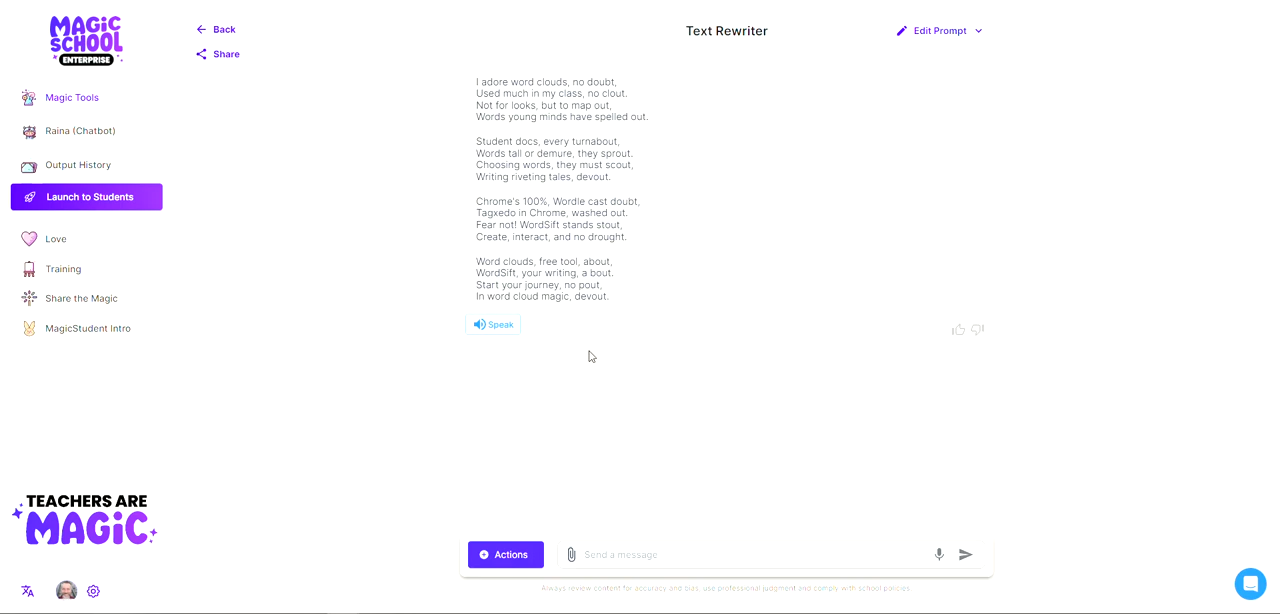 MAGiC
SCHOOL
ENTERPRISE
Back
Share
Text Rewriter
Edit Prompt
Magic Tools
Raina (Chatbot)
Output History
Launch to Students
Love
Training
Share the Magic
MagicStudent Intro
I adore word clouds, no doubt,
Used much in my class, no clout.
Not for looks, but to map out,
Words young minds have spelled out.
Student docs, every turnabout,
Words tall or demure, they sprout.
Choosing words, they must scout,
Writing riveting tales, devout.
Chrome's 100%, Wordle cast doubt,
Tagxedo in Chrome, washed out.
Fear not! WordSift stands stout,
Create, interact, and no drought.
Word clouds, free tool, about,
WordSift, your writing, a bout.
Start your journey, no pout,
In word cloud magic, devout.
Speak
TEACHERS ARE
MAGiC
Actions
Send a message
Always review content for accuracy and bias, use professional judgment and comply with school policies.